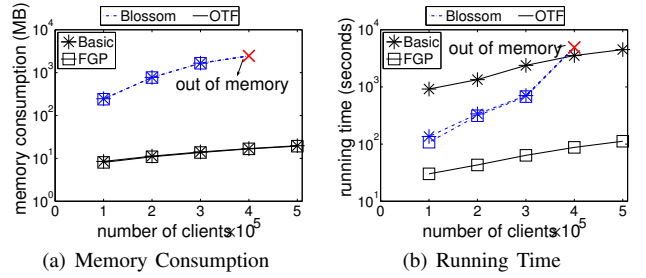 Blossom OTF
Basic
FGP
out of memory
memory consumption (MB)
10^4
10^3
10^2
10^1
10^0
0 1 2 3 4 5
number of clients ×10^5
(a) Memory Consumption
Blossom OTF
Basic
FGP
out of memory
running time (seconds)
10^4
10^3
10^2
10^1
0 1 2 3 4 5
number of clients ×10^5
(b) Running Time